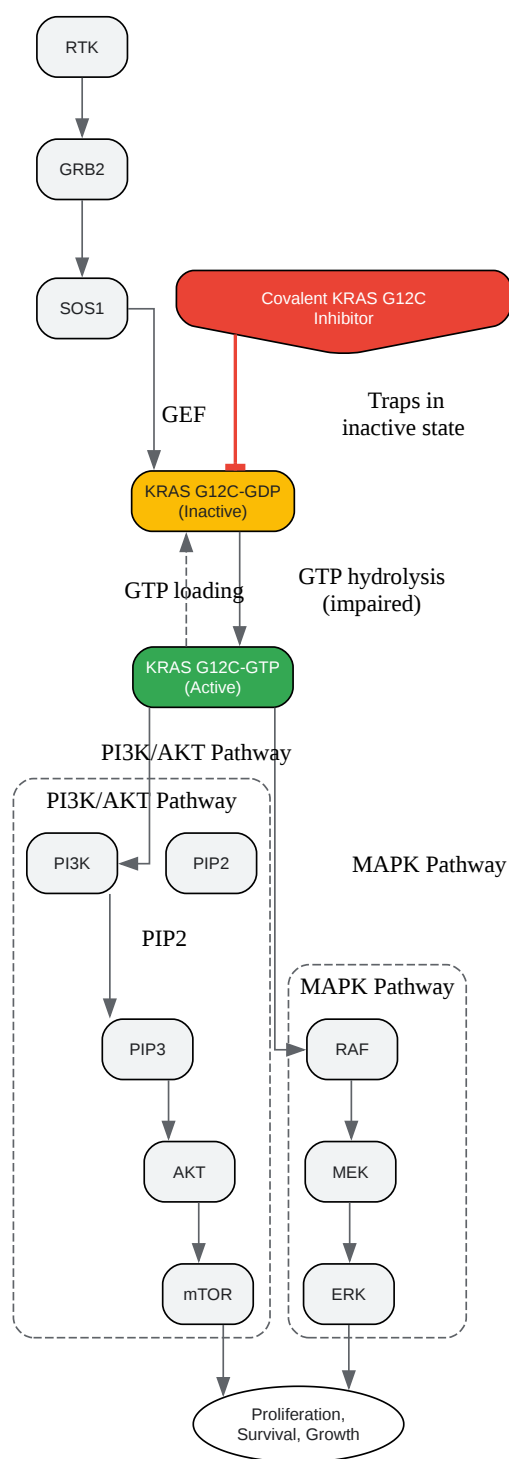 RTK
GRB2
SOS1
Covalent KRAS G12C
Inhibitor
Traps in
inactive state
GEF
KRAS G12C-GDP
(Inactive)
GTP loading
GTP hydrolysis
(impaired)
KRAS G12C-GTP
(Active)
PI3K/AKT Pathway
PI3K/AKT Pathway
PI3K
PIP2
MAPK Pathway
PIP2
MAPK Pathway
PIP3
RAF
AKT
MEK
mTOR
ERK
Proliferation,
Survival, Growth